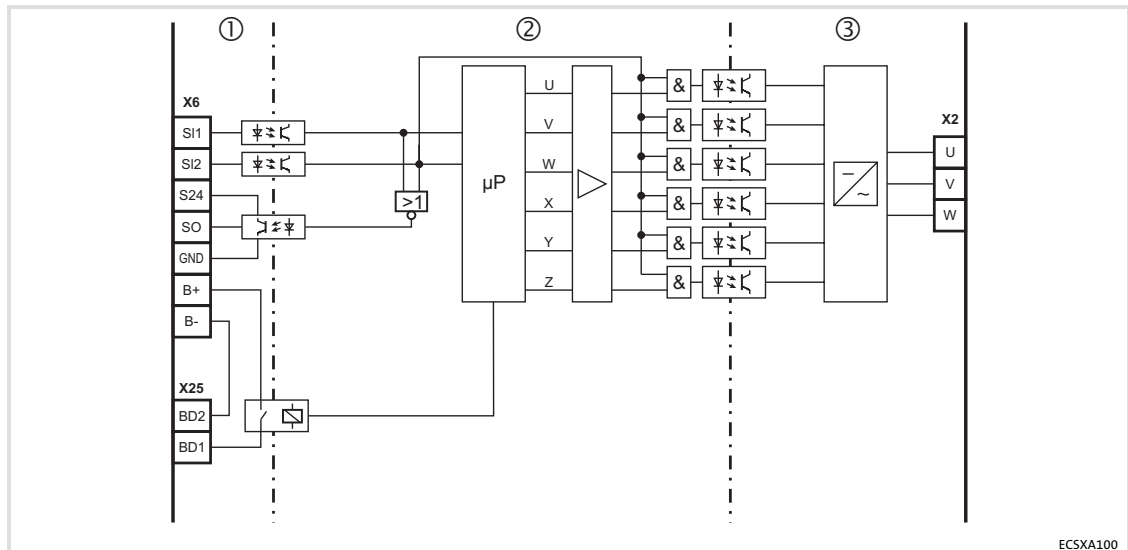 ① ② ③
X6
SI1
SI2
S24
SO
GND
B+
B-
X25
BD2
BD1
>1
µP
U
V
W
X
Y
Z
&
&
&
&
&
&
−
~
X2
U
V
W
ECSXA100